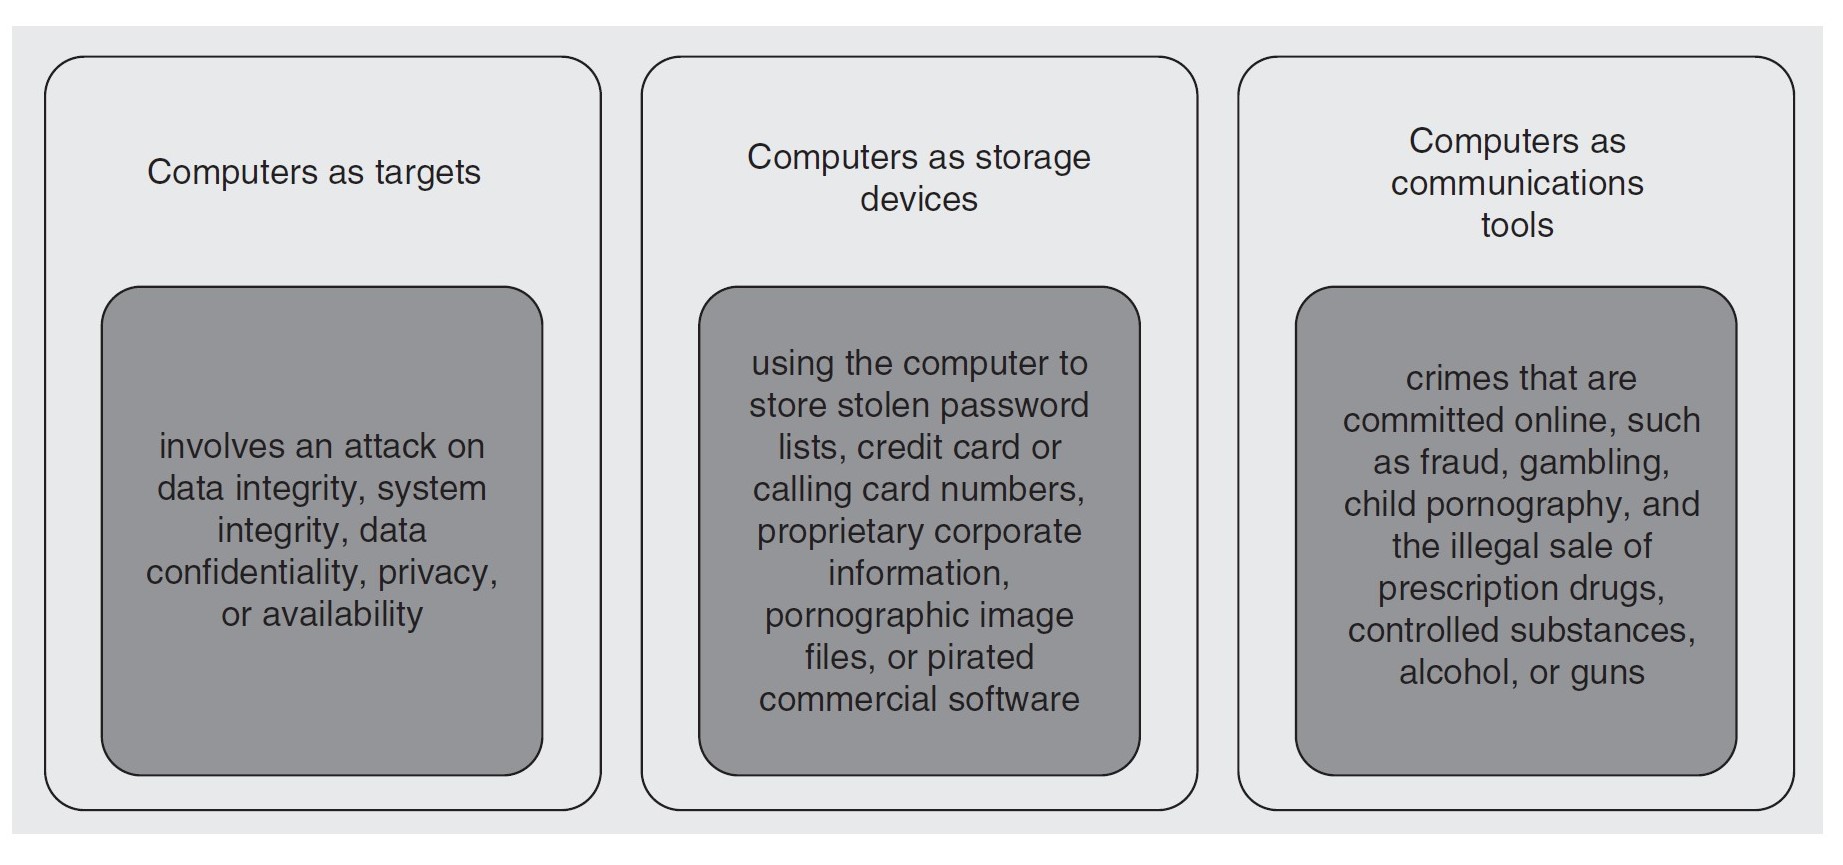 Computers as targets
involves an attack on
data integrity, system
integrity, data
confidentiality, privacy,
or availability
Computers as storage
devices
using the computer to
store stolen password
lists, credit card or
calling card numbers,
proprietary corporate
information,
pornographic image
files, or pirated
commercial software
Computers as
communications
tools
crimes that are
committed online, such
as fraud, gambling,
child pornography, and
the illegal sale of
prescription drugs,
controlled substances,
alcohol, or guns